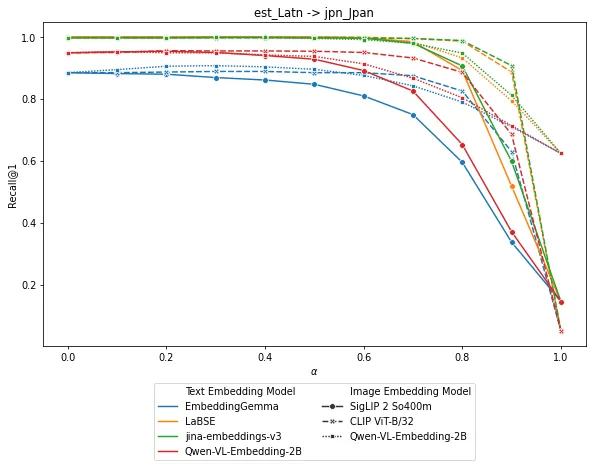 est_Latn -> jpn_Jpan
Recall@1
1.0
0.8
0.6
0.4
0.2
0.0 0.2 0.4 0.6 0.8 1.0
α
Text Embedding Model
EmbeddingGemma
LaBSE
jina-embeddings-v3
Qwen-VL-Embedding-2B
Image Embedding Model
SigLIP 2 So400m
CLIP ViT-B/32
Qwen-VL-Embedding-2B